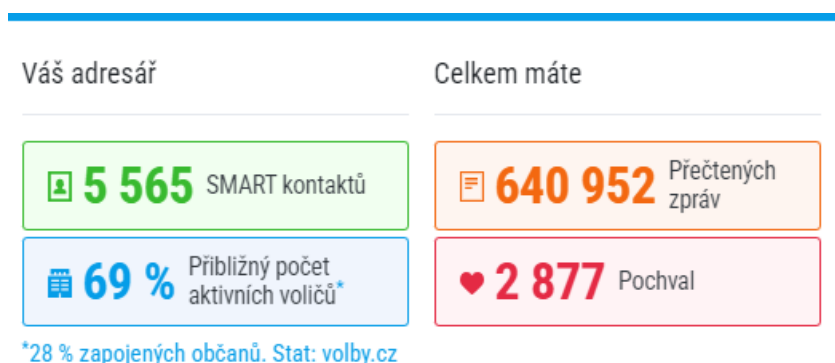 Váš adresář
Celkem máte
5 565 SMART kontaktů
640 952 Přečtených
zpráv
69 % Přibližný počet
aktivních voličů*
2 877 Pochval
*28 % zapojených občanů. Stat: volby.cz